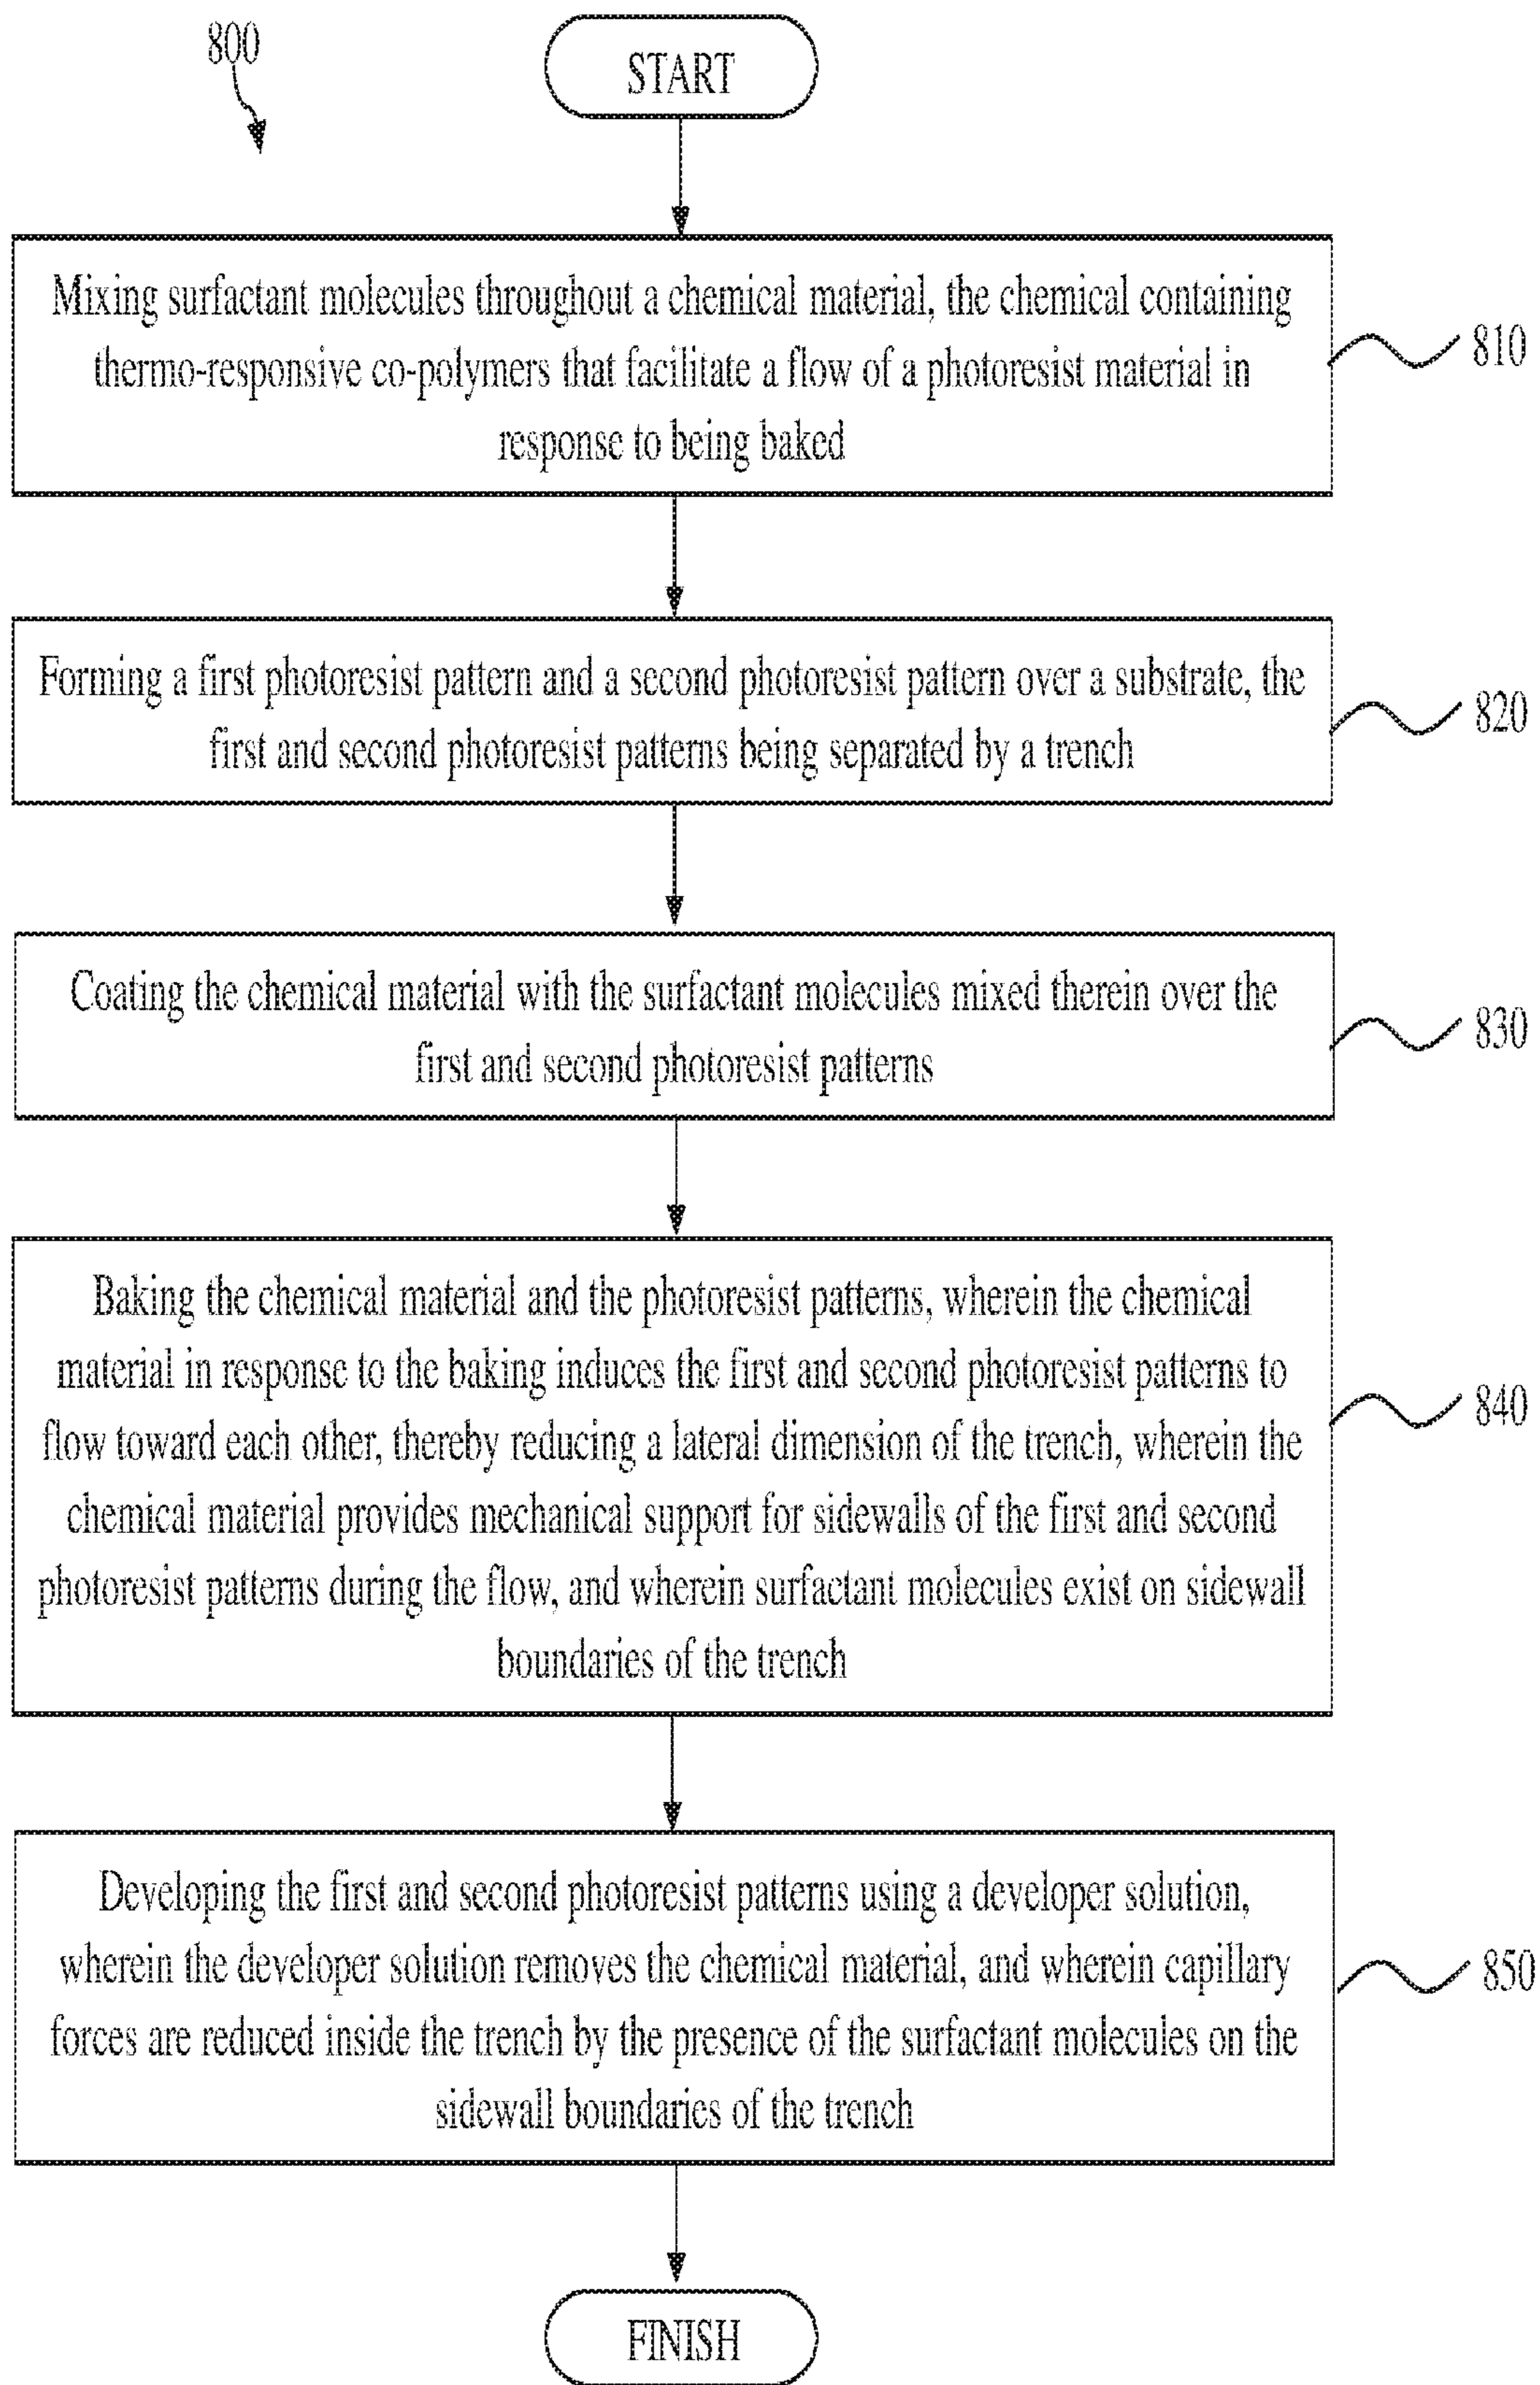 800
START
Mixing surfactant molecules throughout a chemical material, the chemical containing
thermo-responsive co-polymers that facilitate a flow of a photoresist material in
response to being baked
810
Forming a first photoresist pattern and a second photoresist pattern over a substrate, the
first and second photoresist patterns being separated by a trench
820
Coating the chemical material with the surfactant molecules mixed therein over the
first and second photoresist patterns
830
Baking the chemical material and the photoresist patterns, wherein the chemical
material in response to the baking induces the first and second photoresist patterns to
flow toward each other, thereby reducing a lateral dimension of the trench, wherein the
chemical material provides mechanical support for sidewalls of the first and second
photoresist patterns during the flow, and wherein surfactant molecules exist on sidewall
boundaries of the trench
840
Developing the first and second photoresist patterns using a developer solution,
wherein the developer solution removes the chemical material, and wherein capillary
forces are reduced inside the trench by the presence of the surfactant molecules on the
sidewall boundaries of the trench
850
FINISH